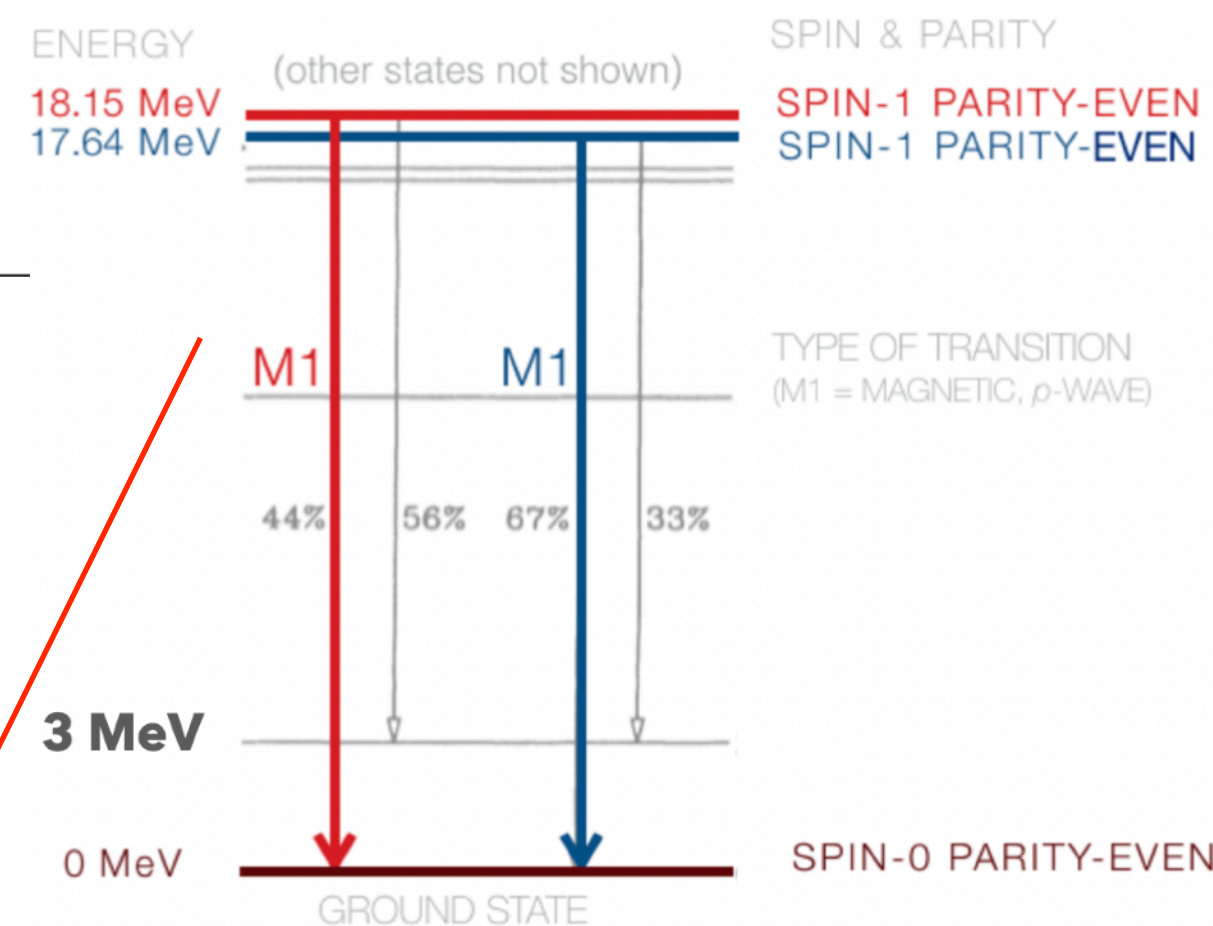 ENERGY
SPIN & PARITY
(other states not shown)
18.15 MeV
SPIN-1 PARITY-EVEN
17.64 MeV
SPIN-1 PARITY-EVEN
M1
M1
TYPE OF TRANSITION
(M1 = MAGNETIC, p-WAVE)
44%
56%
67%
33%
3 MeV
0 MeV
SPIN-0 PARITY-EVEN
GROUND STATE